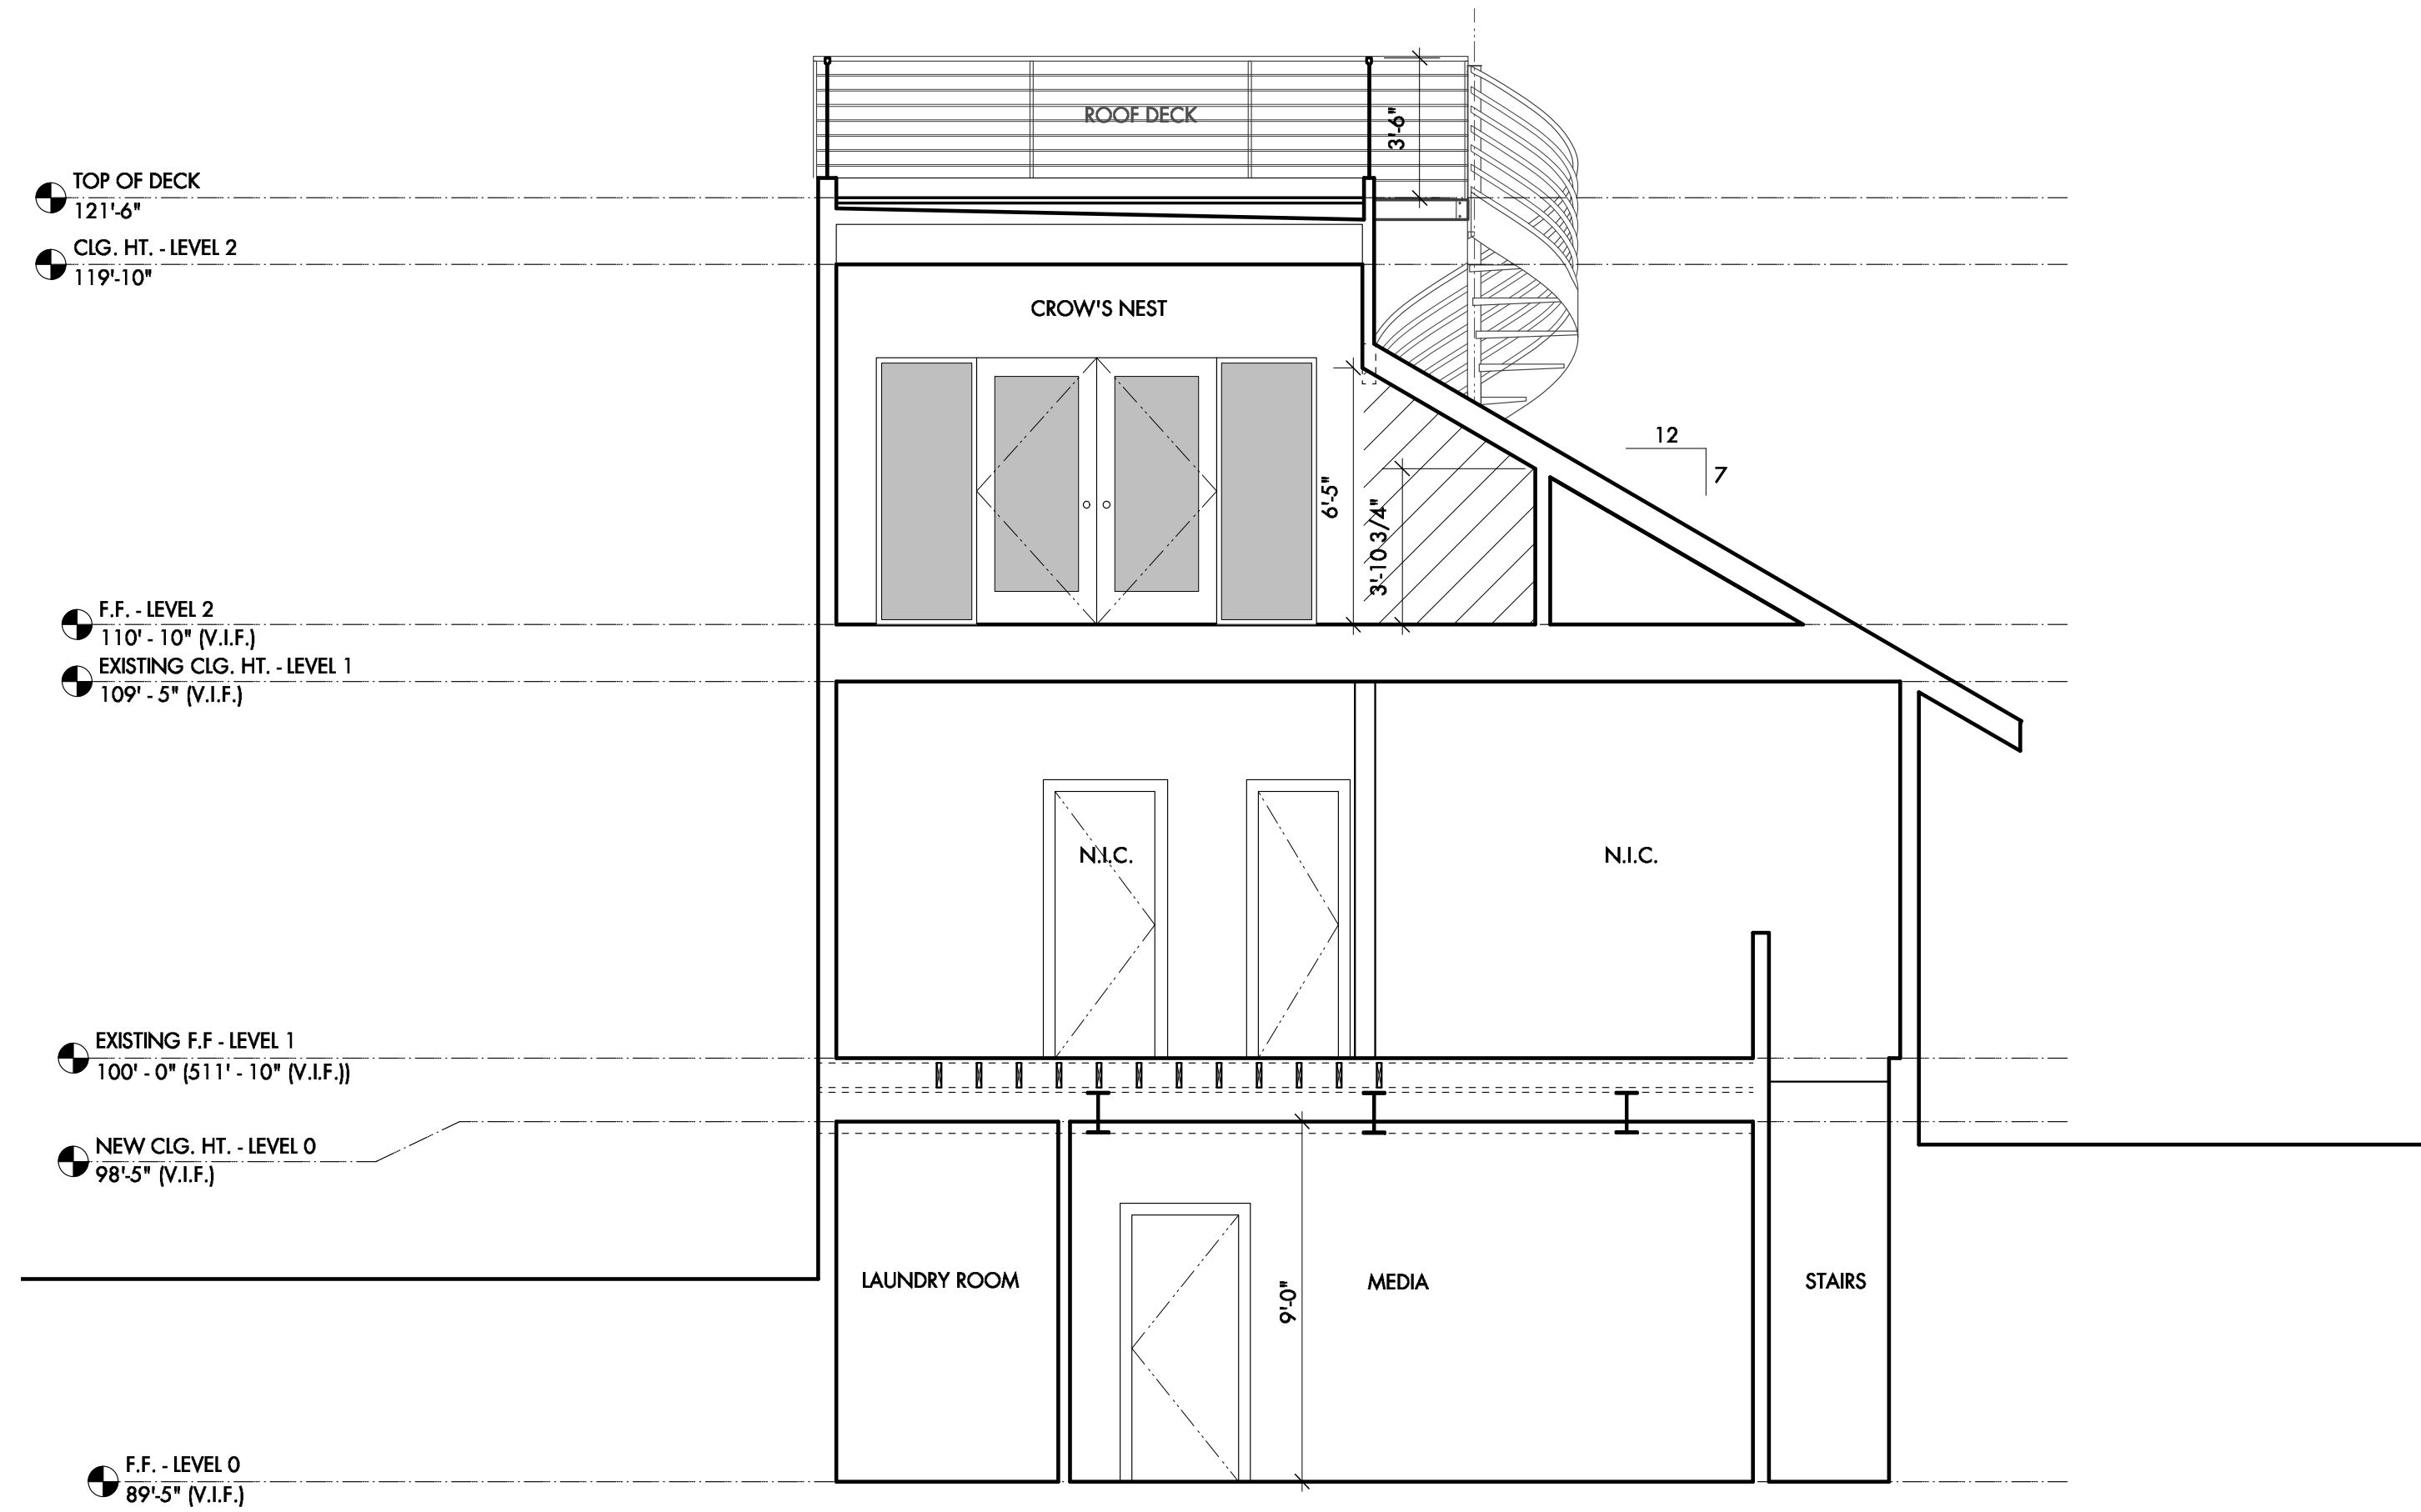 ROOF DECK
3'-6"
TOP OF DECK
121'-6"
CLG. HT. - LEVEL 2
119'-10"
CROW'S NEST
12
7
6'-5"
3'-10 3/4"
F.F. - LEVEL 2
110' - 10" (V.I.F.)
EXISTING CLG. HT. - LEVEL 1
109' - 5" (V.I.F.)
N.I.C.
N.I.C.
EXISTING F.F - LEVEL 1
100' - 0" (511' - 10" (V.I.F.))
NEW CLG. HT. - LEVEL 0
98'-5" (V.I.F.)
LAUNDRY ROOM
9'-0"
MEDIA
STAIRS
F.F. - LEVEL 0
89'-5" (V.I.F.)